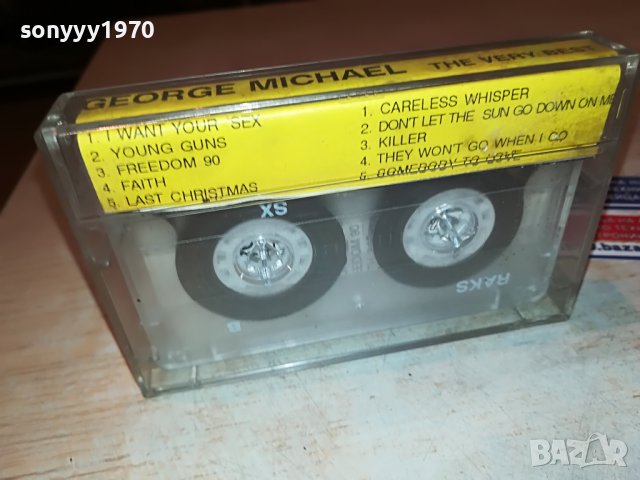 sonyyy1970
GEORGE MICHAEL THE VERY BEST
1. I WANT YOUR SEX
2. YOUNG GUNS
3. FREEDOM 90
4. FAITH
5. LAST CHRISTMAS
1. CARELESS WHISPER
2. DON'T LET THE SUN GO DOWN ON ME
3. KILLER
4. THEY WON'T GO WHEN I GO
5. SOMEBODY TO LOVE
SX
RAKS
B
BAZAR